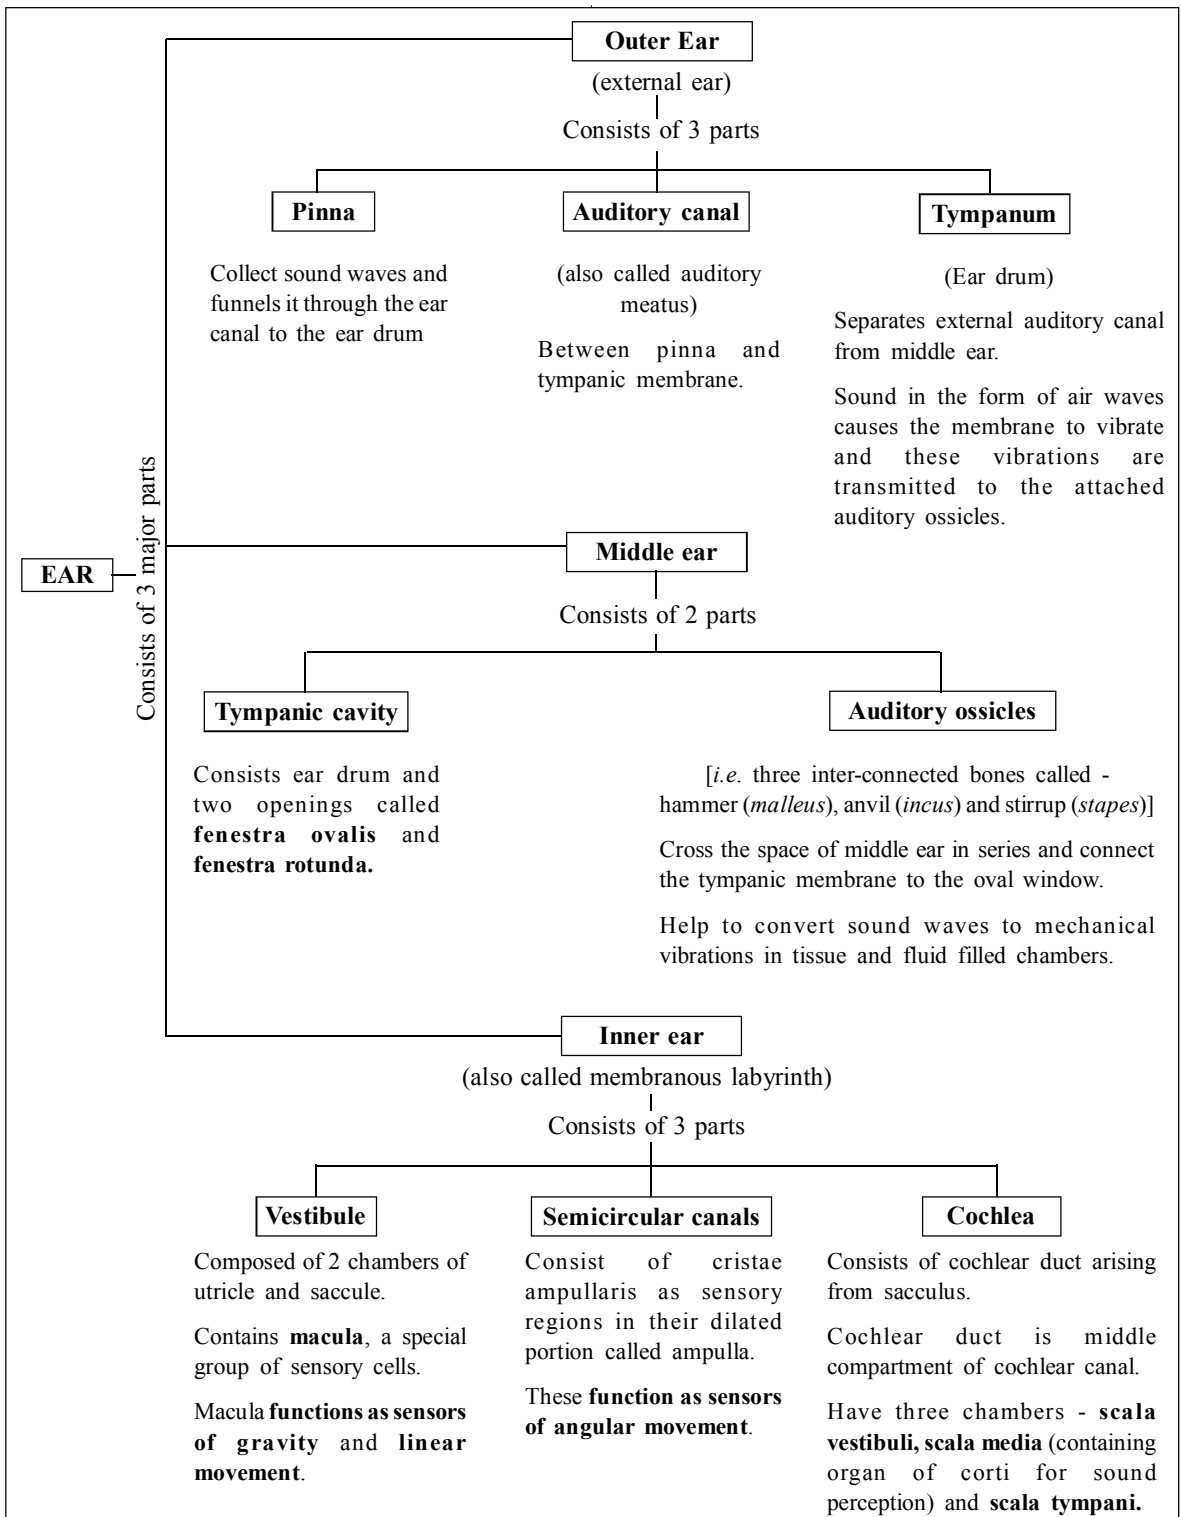 Outer Ear
(external ear)
Consists of 3 parts
Pinna
Collect sound waves and
funnels it through the ear
canal to the ear drum
Auditory canal
(also called auditory
meatus)
Between pinna and
tympanic membrane.
Tympanum
(Ear drum)
Separates external auditory canal
from middle ear.
Sound in the form of air waves
causes the membrane to vibrate
and these vibrations are
transmitted to the attached
auditory ossicles.
EAR
Consists of 3 major parts
Middle ear
Consists of 2 parts
Tympanic cavity
Consists ear drum and
two openings called
fenestra ovalis and
fenestra rotunda.
Auditory ossicles
[i.e. three inter-connected bones called -
hammer (malleus), anvil (incus) and stirrup (stapes)]
Cross the space of middle ear in series and connect
the tympanic membrane to the oval window.
Help to convert sound waves to mechanical
vibrations in tissue and fluid filled chambers.
Inner ear
(also called membranous labyrinth)
Consists of 3 parts
Vestibule
Composed of 2 chambers of
utricle and saccule.
Contains macula, a special
group of sensory cells.
Macula functions as sensors
of gravity and linear
movement.
Semicircular canals
Consist of cristae
ampullaris as sensory
regions in their dilated
portion called ampulla.
These function as sensors
of angular movement.
Cochlea
Consists of cochlear duct arising
from sacculus.
Cochlear duct is middle
compartment of cochlear canal.
Have three chambers - scala
vestibuli, scala media (containing
organ of corti for sound
perception) and scala tympani.